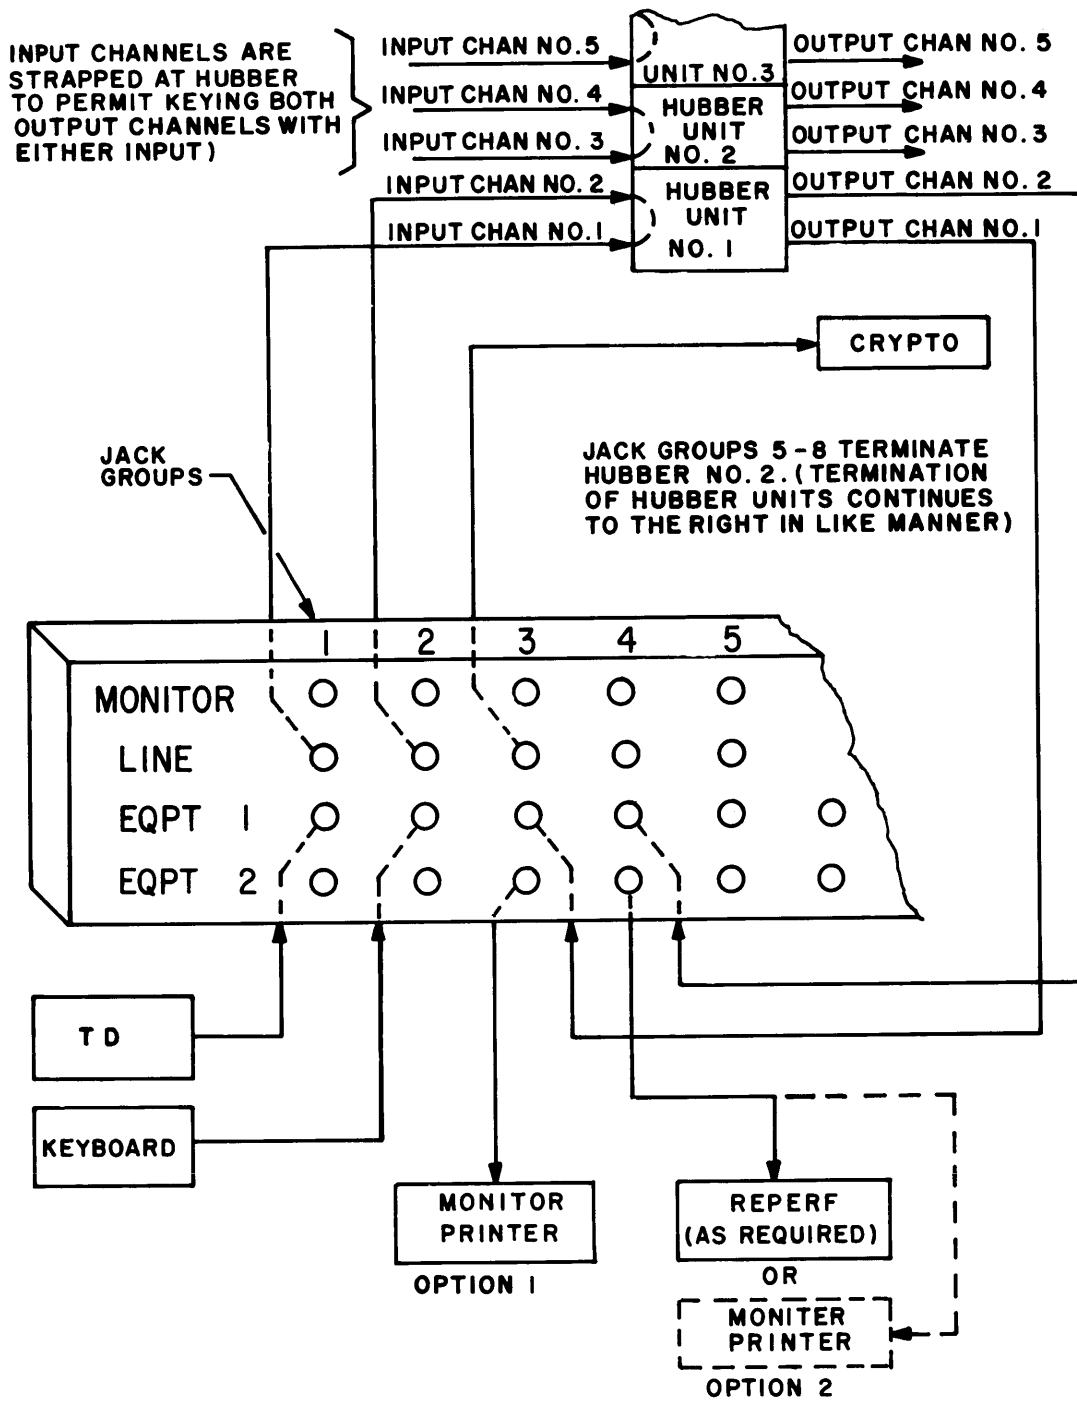 INPUT CHANNELS ARE
STRAPPED AT HUBBER
TO PERMIT KEYING BOTH
OUTPUT CHANNELS WITH
EITHER INPUT)
INPUT CHAN NO.5
INPUT CHAN NO.4
INPUT CHAN NO. 3
INPUT CHAN NO. 2
INPUT CHAN NO.1
UNIT NO.3
HUBBER
UNIT
NO. 2
HUBBER
UNIT
NO. 1
OUTPUT CHAN NO. 5
OUTPUT CHAN NO. 4
OUTPUT CHAN NO.3
OUTPUT CHAN NO. 2
OUTPUT CHAN NO.1
CRYPTO
JACK
GROUPS
JACK GROUPS 5-8 TERMINATE
HUBBER NO. 2. (TERMINATION
OF HUBBER UNITS CONTINUES
TO THE RIGHT IN LIKE MANNER)
1 2 3 4 5
MONITOR
LINE
EQPT 1
EQPT 2
TD
KEYBOARD
MONITOR
PRINTER
OPTION 1
REPERF
(AS REQUIRED)
OR
MONITER
PRINTER
OPTION 2